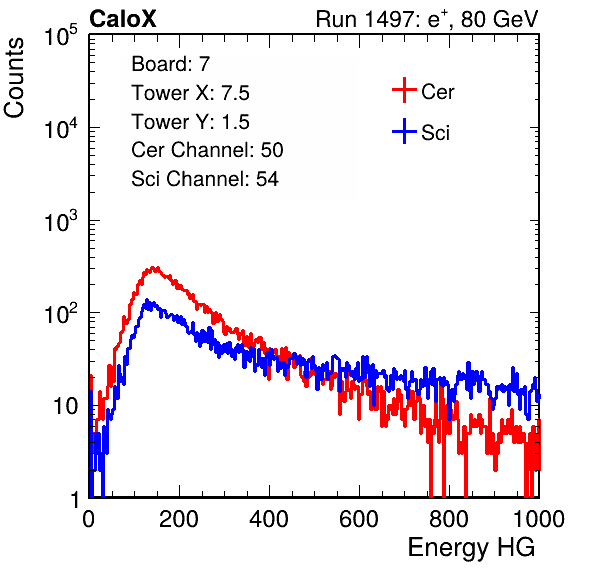 CaloX Run 1497: e⁺, 80 GeV
Counts
10⁵
10⁴
10³
10²
10
1
Board: 7
Tower X: 7.5
Tower Y: 1.5
Cer Channel: 50
Sci Channel: 54
Cer
Sci
0 200 400 600 800 1000
Energy HG